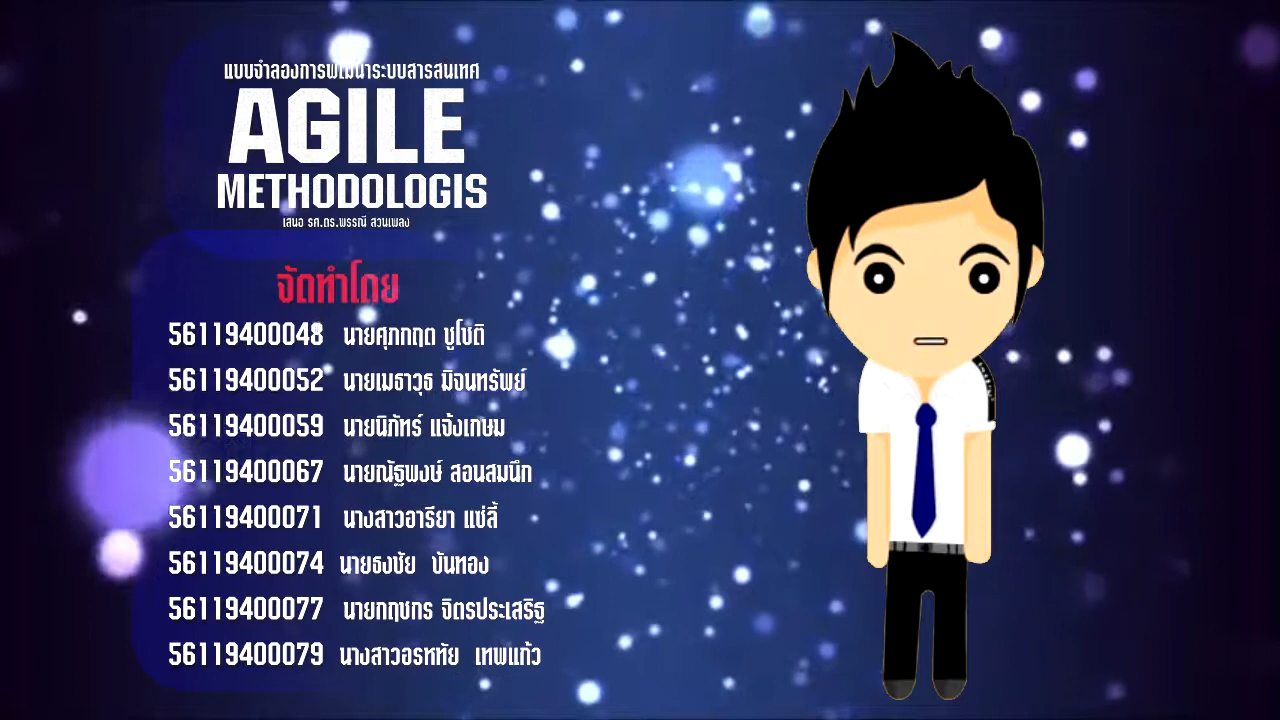 แบบจำลองการพัฒนาระบบสารสนเทศ
AGILE
METHODOLOGIS
เสนอ รศ.ดร.พรรณี สวนเพลง
จัดทำโดย
56119400048 นายศุภกฤต ชูโชติ
56119400052 นายเมธาวุธ มิจนทรัพย์
56119400059 นายนิภัทร์ แจ้งเกษม
56119400067 นายณัฐพงษ์ สอนสมนึก
56119400071 นางสาวอารียา แซ่ลี้
56119400074 นายธงชัย บันทอง
56119400077 นายกฤชกร จิตรประเสริฐ
56119400079 นางสาวอรหทัย เทพแก้ว